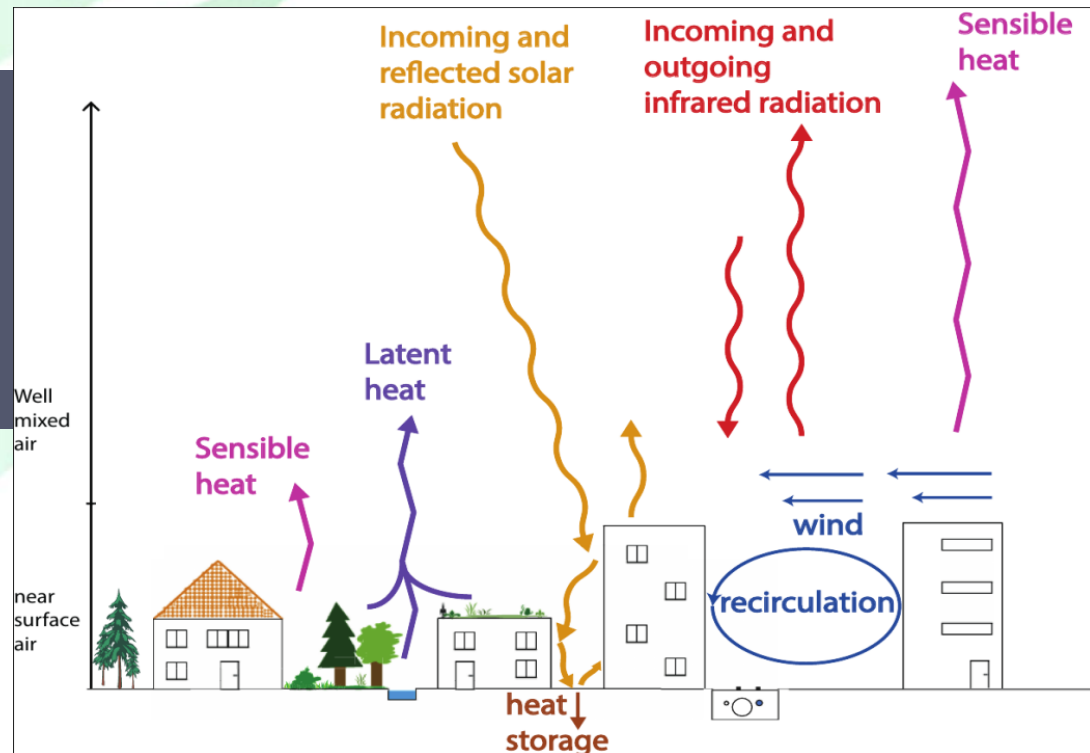 Incoming and
reflected solar
radiation
Incoming and
outgoing
infrared radiation
Sensible
heat
Latent
heat
Sensible
heat
Well
mixed
air
wind
near
surface
air
recirculation
heat
storage